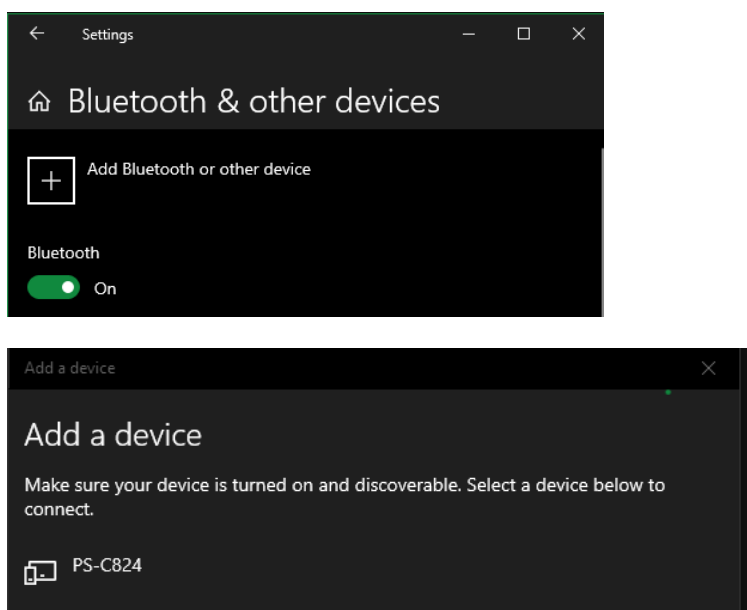 Settings
Bluetooth & other devices
Add Bluetooth or other device
Bluetooth
On
Add a device
Add a device
Make sure your device is turned on and discoverable. Select a device below to
connect.
PS-C824